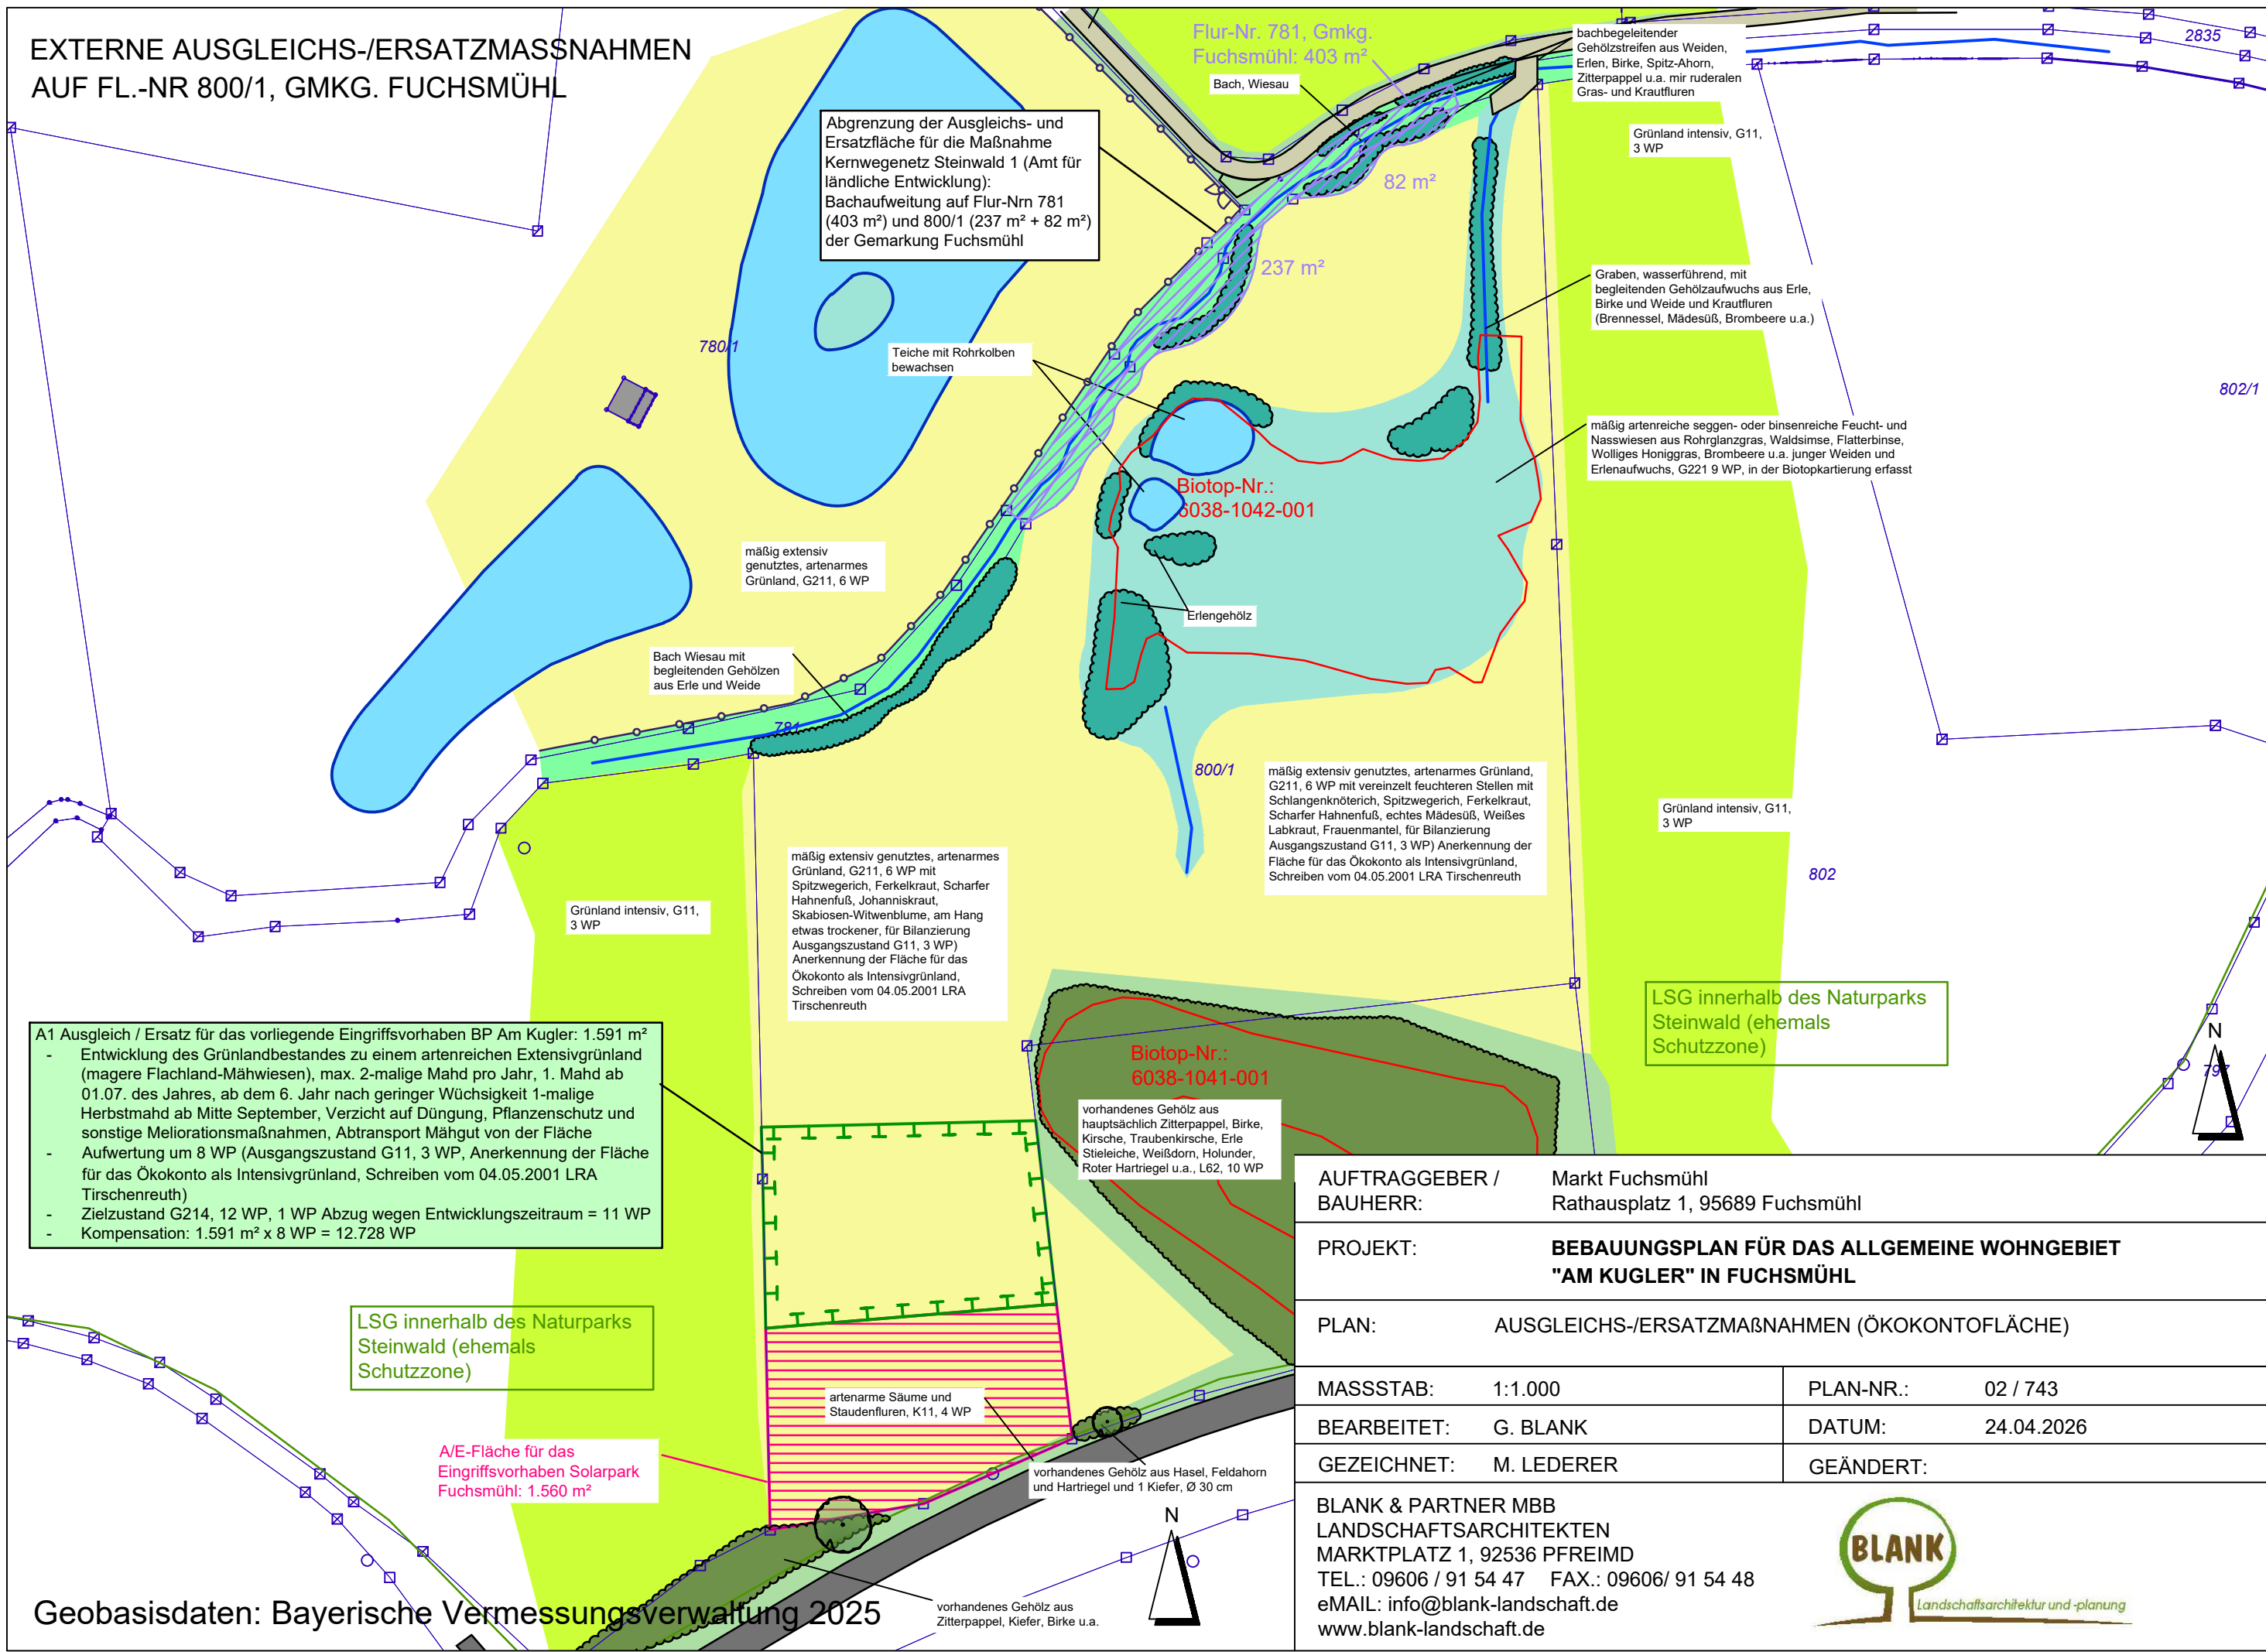 EXTERNE AUSGLEICHS-/ERSATZMASSNAHMEN
AUF FL.-NR 800/1, GMKG. FUCHSMÜHL
Abgrenzung der Ausgleichs- und
Ersatzfläche für die Maßnahme
Kernwegenetz Steinwald 1 (Amt für
ländliche Entwicklung):
Bachaufweitung auf Flur-Nrn 781
(403 m²) und 800/1 (237 m² + 82 m²)
der Gemarkung Fuchsmühl
Flur-Nr. 781, Gmkg.
Fuchsmühl: 403 m²
Bach, Wiesau
bachbegeleitender
Gehölzstreifen aus Weiden,
Erlen, Birke, Spitz-Ahorn,
Zitterpappel u.a. mir ruderalen
Gras- und Krautfluren
2835
Grünland intensiv, G11,
3 WP
82 m²
237 m²
Graben, wasserführend, mit
begleitenden Gehölzaufwuchs aus Erle,
Birke und Weide und Krautfluren
(Brennessel, Mädesüß, Brombeere u.a.)
780/1
Teiche mit Rohrkolben
bewachsen
802/1
mäßig artenreiche seggen- oder binsenreiche Feucht- und
Nasswiesen aus Rohrglanzgras, Waldsimse, Flatterbinse,
Wolliges Honiggras, Brombeere u.a. junger Weiden und
Erlenaufwuchs, G221 9 WP, in der Biotopkartierung erfasst
Biotop-Nr.:
6038-1042-001
mäßig extensiv
genutztes, artenarmes
Grünland, G211, 6 WP
Erlengehölz
Bach Wiesau mit
begleitenden Gehölzen
aus Erle und Weide
781
800/1
mäßig extensiv genutztes, artenarmes Grünland,
G211, 6 WP mit vereinzelt feuchteren Stellen mit
Schlangenknöterich, Spitzwegerich, Ferkelkraut,
Scharfer Hahnenfuß, echtes Mädesüß, Weißes
Labkraut, Frauenmantel, für Bilanzierung
Ausgangszustand G11, 3 WP) Anerkennung der
Fläche für das Ökokonto als Intensivgrünland,
Schreiben vom 04.05.2001 LRA Tirschenreuth
Grünland intensiv, G11,
3 WP
802
mäßig extensiv genutztes, artenarmes
Grünland, G211, 6 WP mit
Spitzwegerich, Ferkelkraut, Scharfer
Hahnenfuß, Johanniskraut,
Skabiosen-Witwenblume, am Hang
etwas trockener, für Bilanzierung
Ausgangszustand G11, 3 WP)
Anerkennung der Fläche für das
Ökokonto als Intensivgrünland,
Schreiben vom 04.05.2001 LRA
Tirschenreuth
Grünland intensiv, G11,
3 WP
LSG innerhalb des Naturparks
Steinwald (ehemals
Schutzzone)
N
797
A1 Ausgleich / Ersatz für das vorliegende Eingriffsvorhaben BP Am Kugler: 1.591 m²
- Entwicklung des Grünlandbestandes zu einem artenreichen Extensivgrünland
(magere Flachland-Mähwiesen), max. 2-malige Mahd pro Jahr, 1. Mahd ab
01.07. des Jahres, ab dem 6. Jahr nach geringer Wüchsigkeit 1-malige
Herbstmahd ab Mitte September, Verzicht auf Düngung, Pflanzenschutz und
sonstige Meliorationsmaßnahmen, Abtransport Mähgut von der Fläche
- Aufwertung um 8 WP (Ausgangszustand G11, 3 WP, Anerkennung der Fläche
für das Ökokonto als Intensivgrünland, Schreiben vom 04.05.2001 LRA
Tirschenreuth)
- Zielzustand G214, 12 WP, 1 WP Abzug wegen Entwicklungszeitraum = 11 WP
- Kompensation: 1.591 m² x 8 WP = 12.728 WP
Biotop-Nr.:
6038-1041-001
vorhandenes Gehölz aus
hauptsächlich Zitterpappel, Birke,
Kirsche, Traubenkirsche, Erle
Stieleiche, Weißdorn, Holunder,
Roter Hartriegel u.a., L62, 10 WP
LSG innerhalb des Naturparks
Steinwald (ehemals
Schutzzone)
artenarme Säume und
Staudenfluren, K11, 4 WP
A/E-Fläche für das
Eingriffsvorhaben Solarpark
Fuchsmühl: 1.560 m²
vorhandenes Gehölz aus Hasel, Feldahorn
und Hartriegel und 1 Kiefer, Ø 30 cm
N
vorhandenes Gehölz aus
Zitterpappel, Kiefer, Birke u.a.
Geobasisdaten: Bayerische Vermessungsverwaltung 2025
AUFTRAGGEBER / Markt Fuchsmühl
BAUHERR: Rathausplatz 1, 95689 Fuchsmühl
PROJEKT: BEBAUUNGSPLAN FÜR DAS ALLGEMEINE WOHNGEBIET
"AM KUGLER" IN FUCHSMÜHL
PLAN: AUSGLEICHS-/ERSATZMAßNAHMEN (ÖKOKONTOFLÄCHE)
MASSSTAB: 1:1.000 PLAN-NR.: 02 / 743
BEARBEITET: G. BLANK DATUM: 24.04.2026
GEZEICHNET: M. LEDERER GEÄNDERT:
BLANK & PARTNER MBB
LANDSCHAFTSARCHITEKTEN
MARKTPLATZ 1, 92536 PFREIMD
TEL.: 09606 / 91 54 47 FAX.: 09606/ 91 54 48
eMAIL: info@blank-landschaft.de
www.blank-landschaft.de
BLANK
Landschaftsarchitektur und -planung